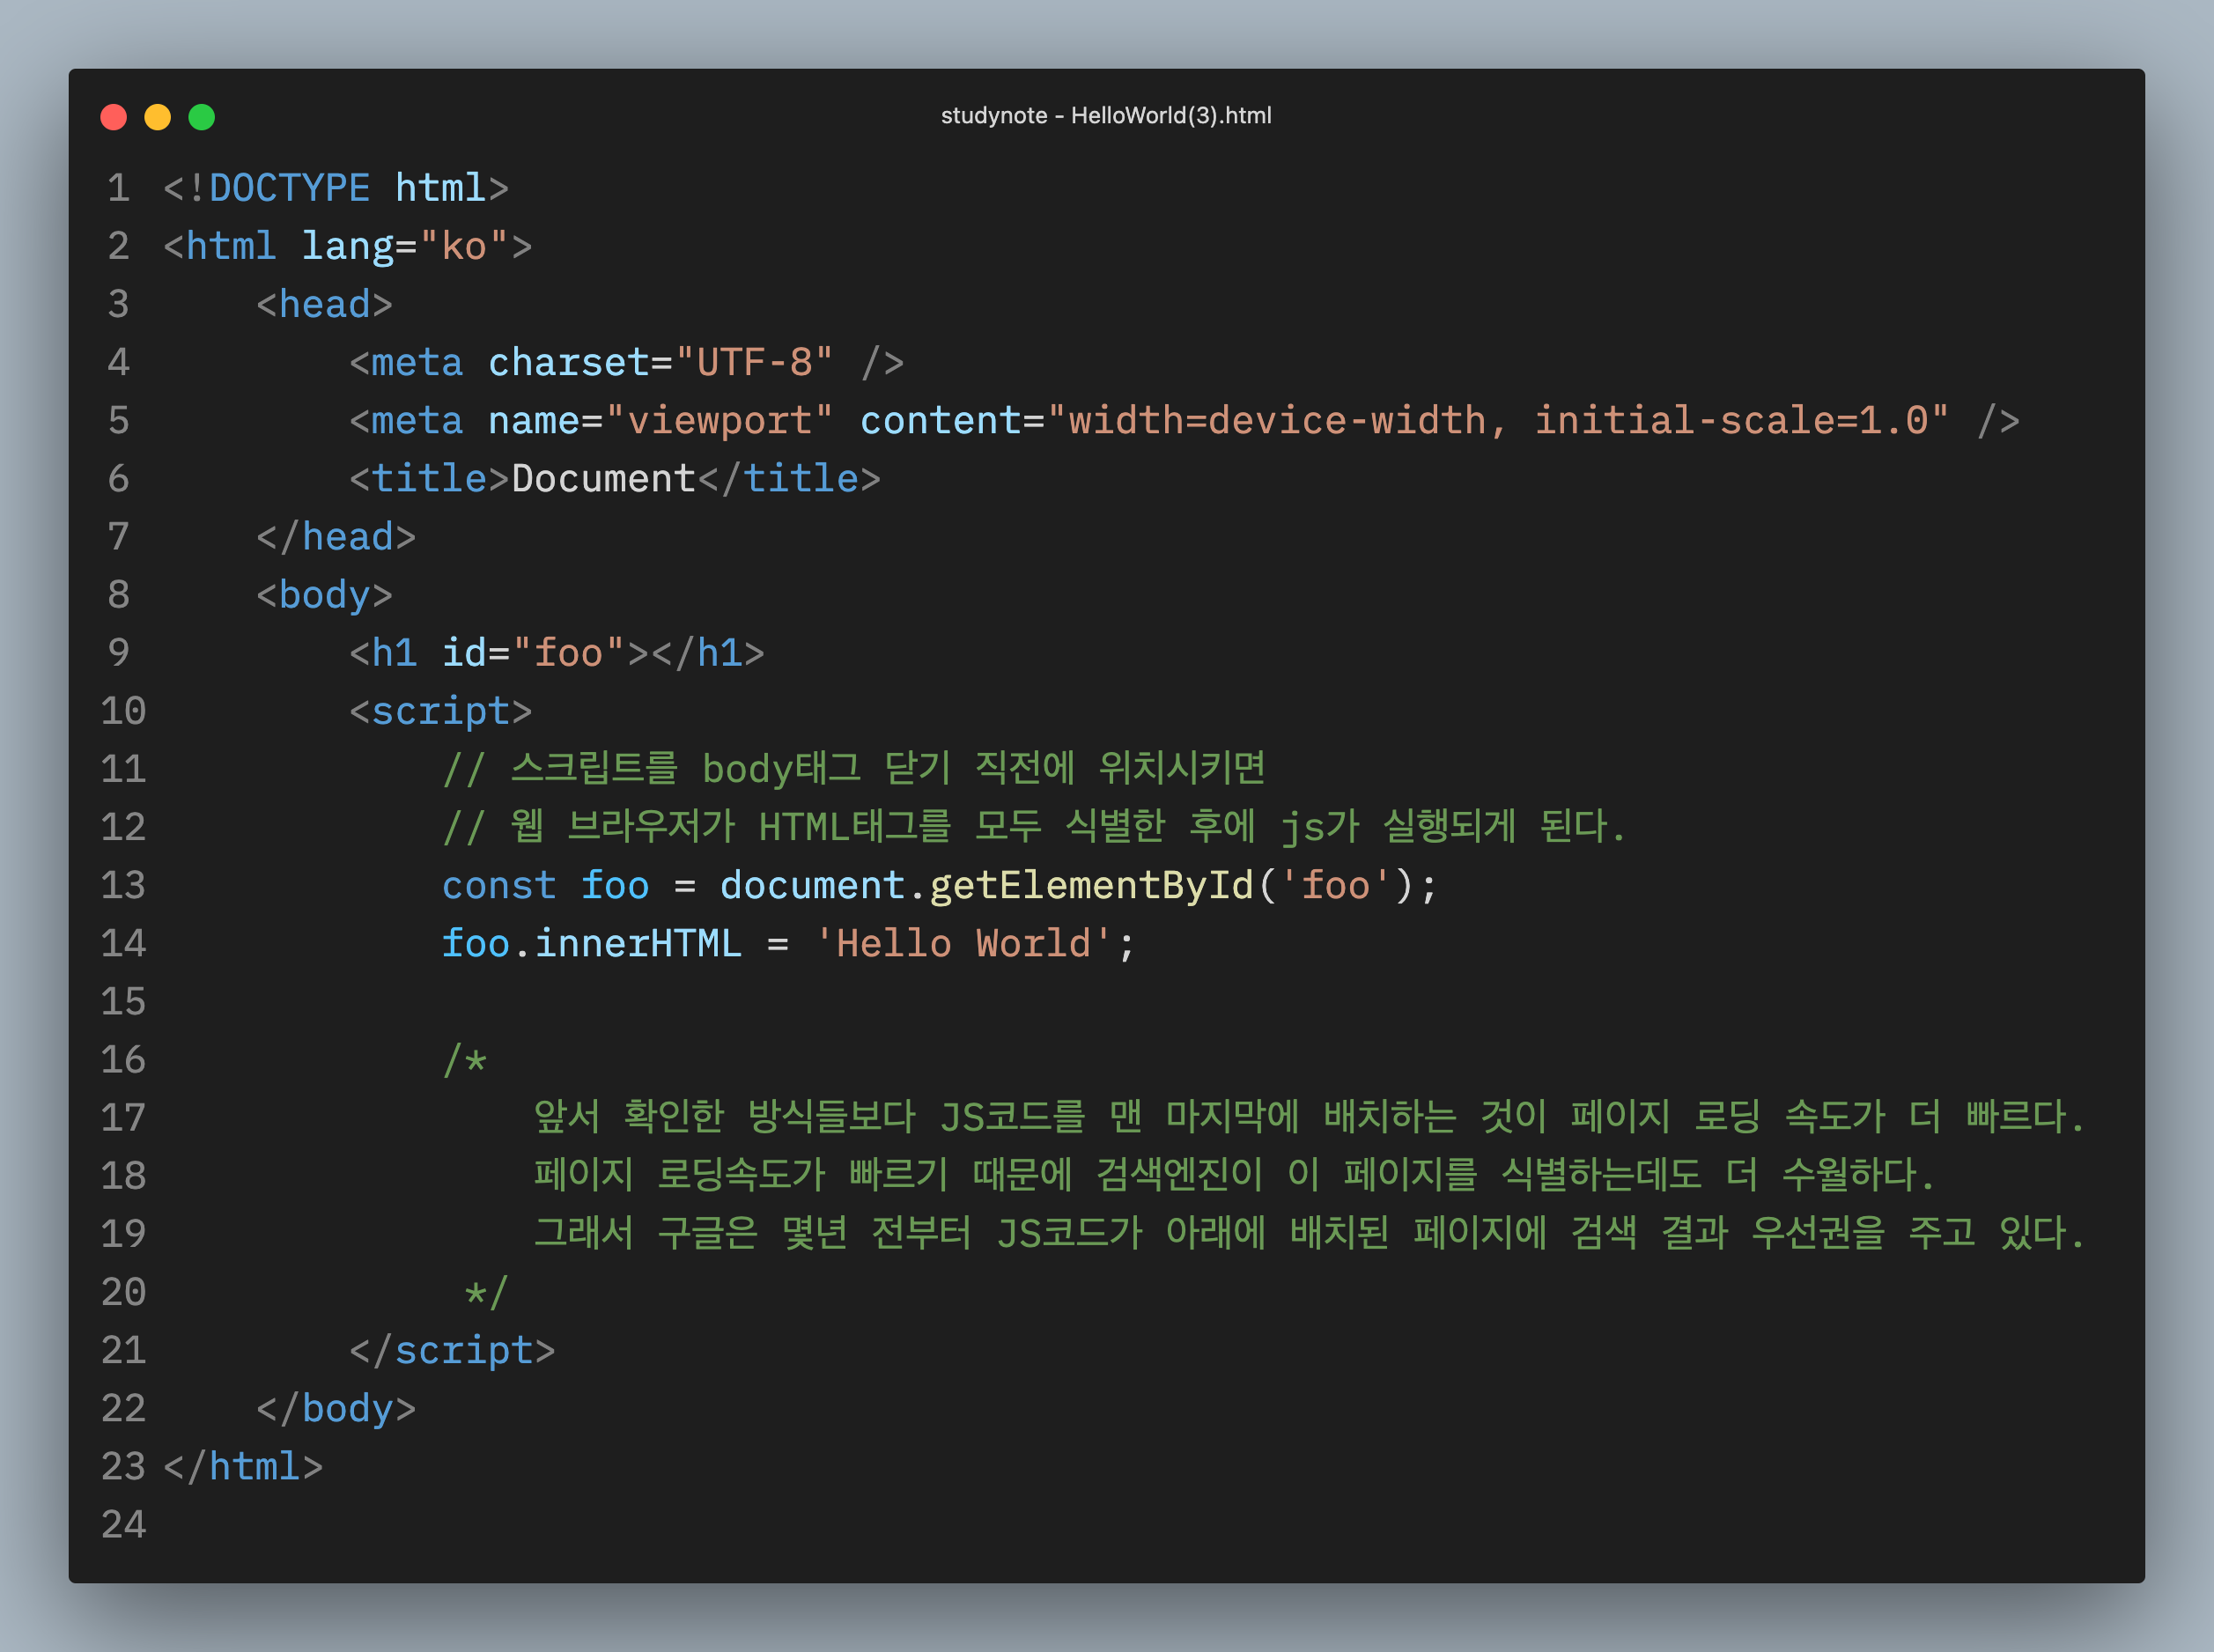 studynote - HelloWorld(3).html
1 <!DOCTYPE html>
2 <html lang="ko">
3     <head>
4         <meta charset="UTF-8" />
5         <meta name="viewport" content="width=device-width, initial-scale=1.0" />
6         <title>Document</title>
7     </head>
8     <body>
9         <h1 id="foo"></h1>
10         <script>
11             // 스크립트를 body태그 닫기 직전에 위치시키면
12             // 웹 브라우저가 HTML태그를 모두 식별한 후에 js가 실행되게 된다.
13             const foo = document.getElementById('foo');
14             foo.innerHTML = 'Hello World';
15
16             /*
17                 앞서 확인한 방식들보다 JS코드를 맨 마지막에 배치하는 것이 페이지 로딩 속도가 더 빠르다.
18                 페이지 로딩속도가 빠르기 때문에 검색엔진이 이 페이지를 식별하는데도 더 수월하다.
19                 그래서 구글은 몇년 전부터 JS코드가 아래에 배치된 페이지에 검색 결과 우선권을 주고 있다.
20              */
21         </script>
22     </body>
23 </html>
24